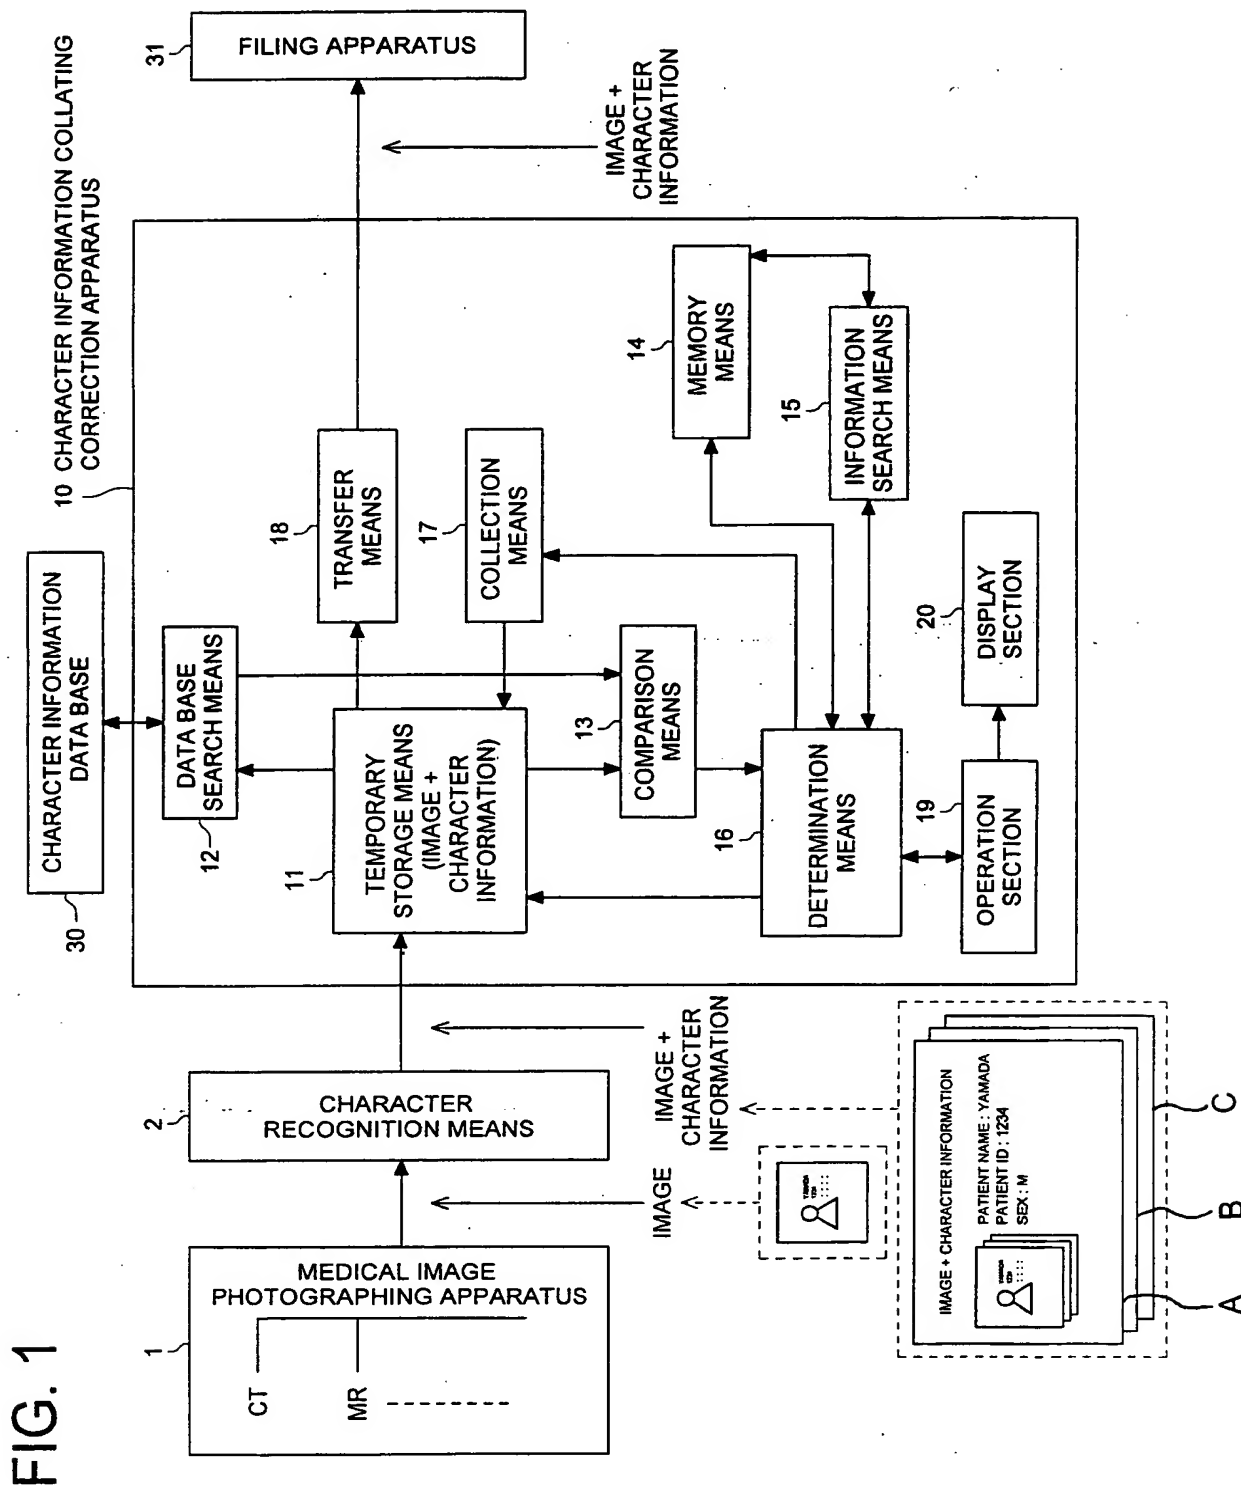 FIG. 1
1
MEDICAL IMAGE
PHOTOGRAPHING APPARATUS
CT
MR
2
CHARACTER
RECOGNITION MEANS
IMAGE
IMAGE +
CHARACTER
INFORMATION
YAMADA
1234
IMAGE + CHARACTER INFORMATION
PATIENT NAME : YAMADA
PATIENT ID : 1234
SEX : M
YAMADA
1234
A
B
C
30
CHARACTER INFORMATION
DATA BASE
10 CHARACTER INFORMATION COLLATING
CORRECTION APPARATUS
12
DATA BASE
SEARCH MEANS
11
TEMPORARY
STORAGE MEANS
(IMAGE +
CHARACTER
INFORMATION)
18
TRANSFER
MEANS
17
COLLECTION
MEANS
13
COMPARISON
MEANS
14
MEMORY
MEANS
15
INFORMATION
SEARCH MEANS
16
DETERMINATION
MEANS
19
OPERATION
SECTION
20
DISPLAY
SECTION
31
FILING APPARATUS
IMAGE +
CHARACTER
INFORMATION